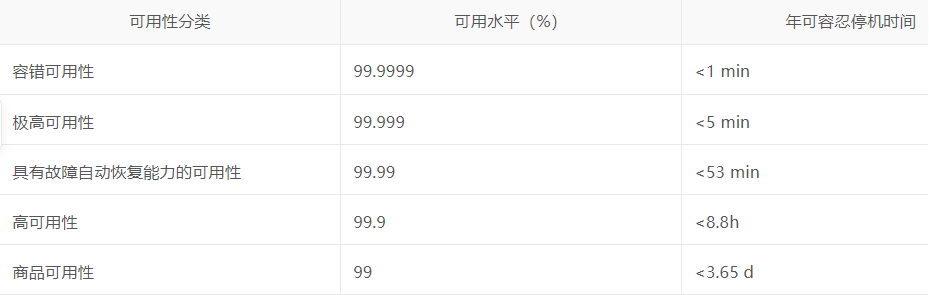 可用性分类 可用水平（%） 年可容忍停机时间
容错可用性 99.9999 <1 min
极高可用性 99.999 <5 min
具有故障自动恢复能力的可用性 99.99 <53 min
高可用性 99.9 <8.8h
商品可用性 99 <3.65 d